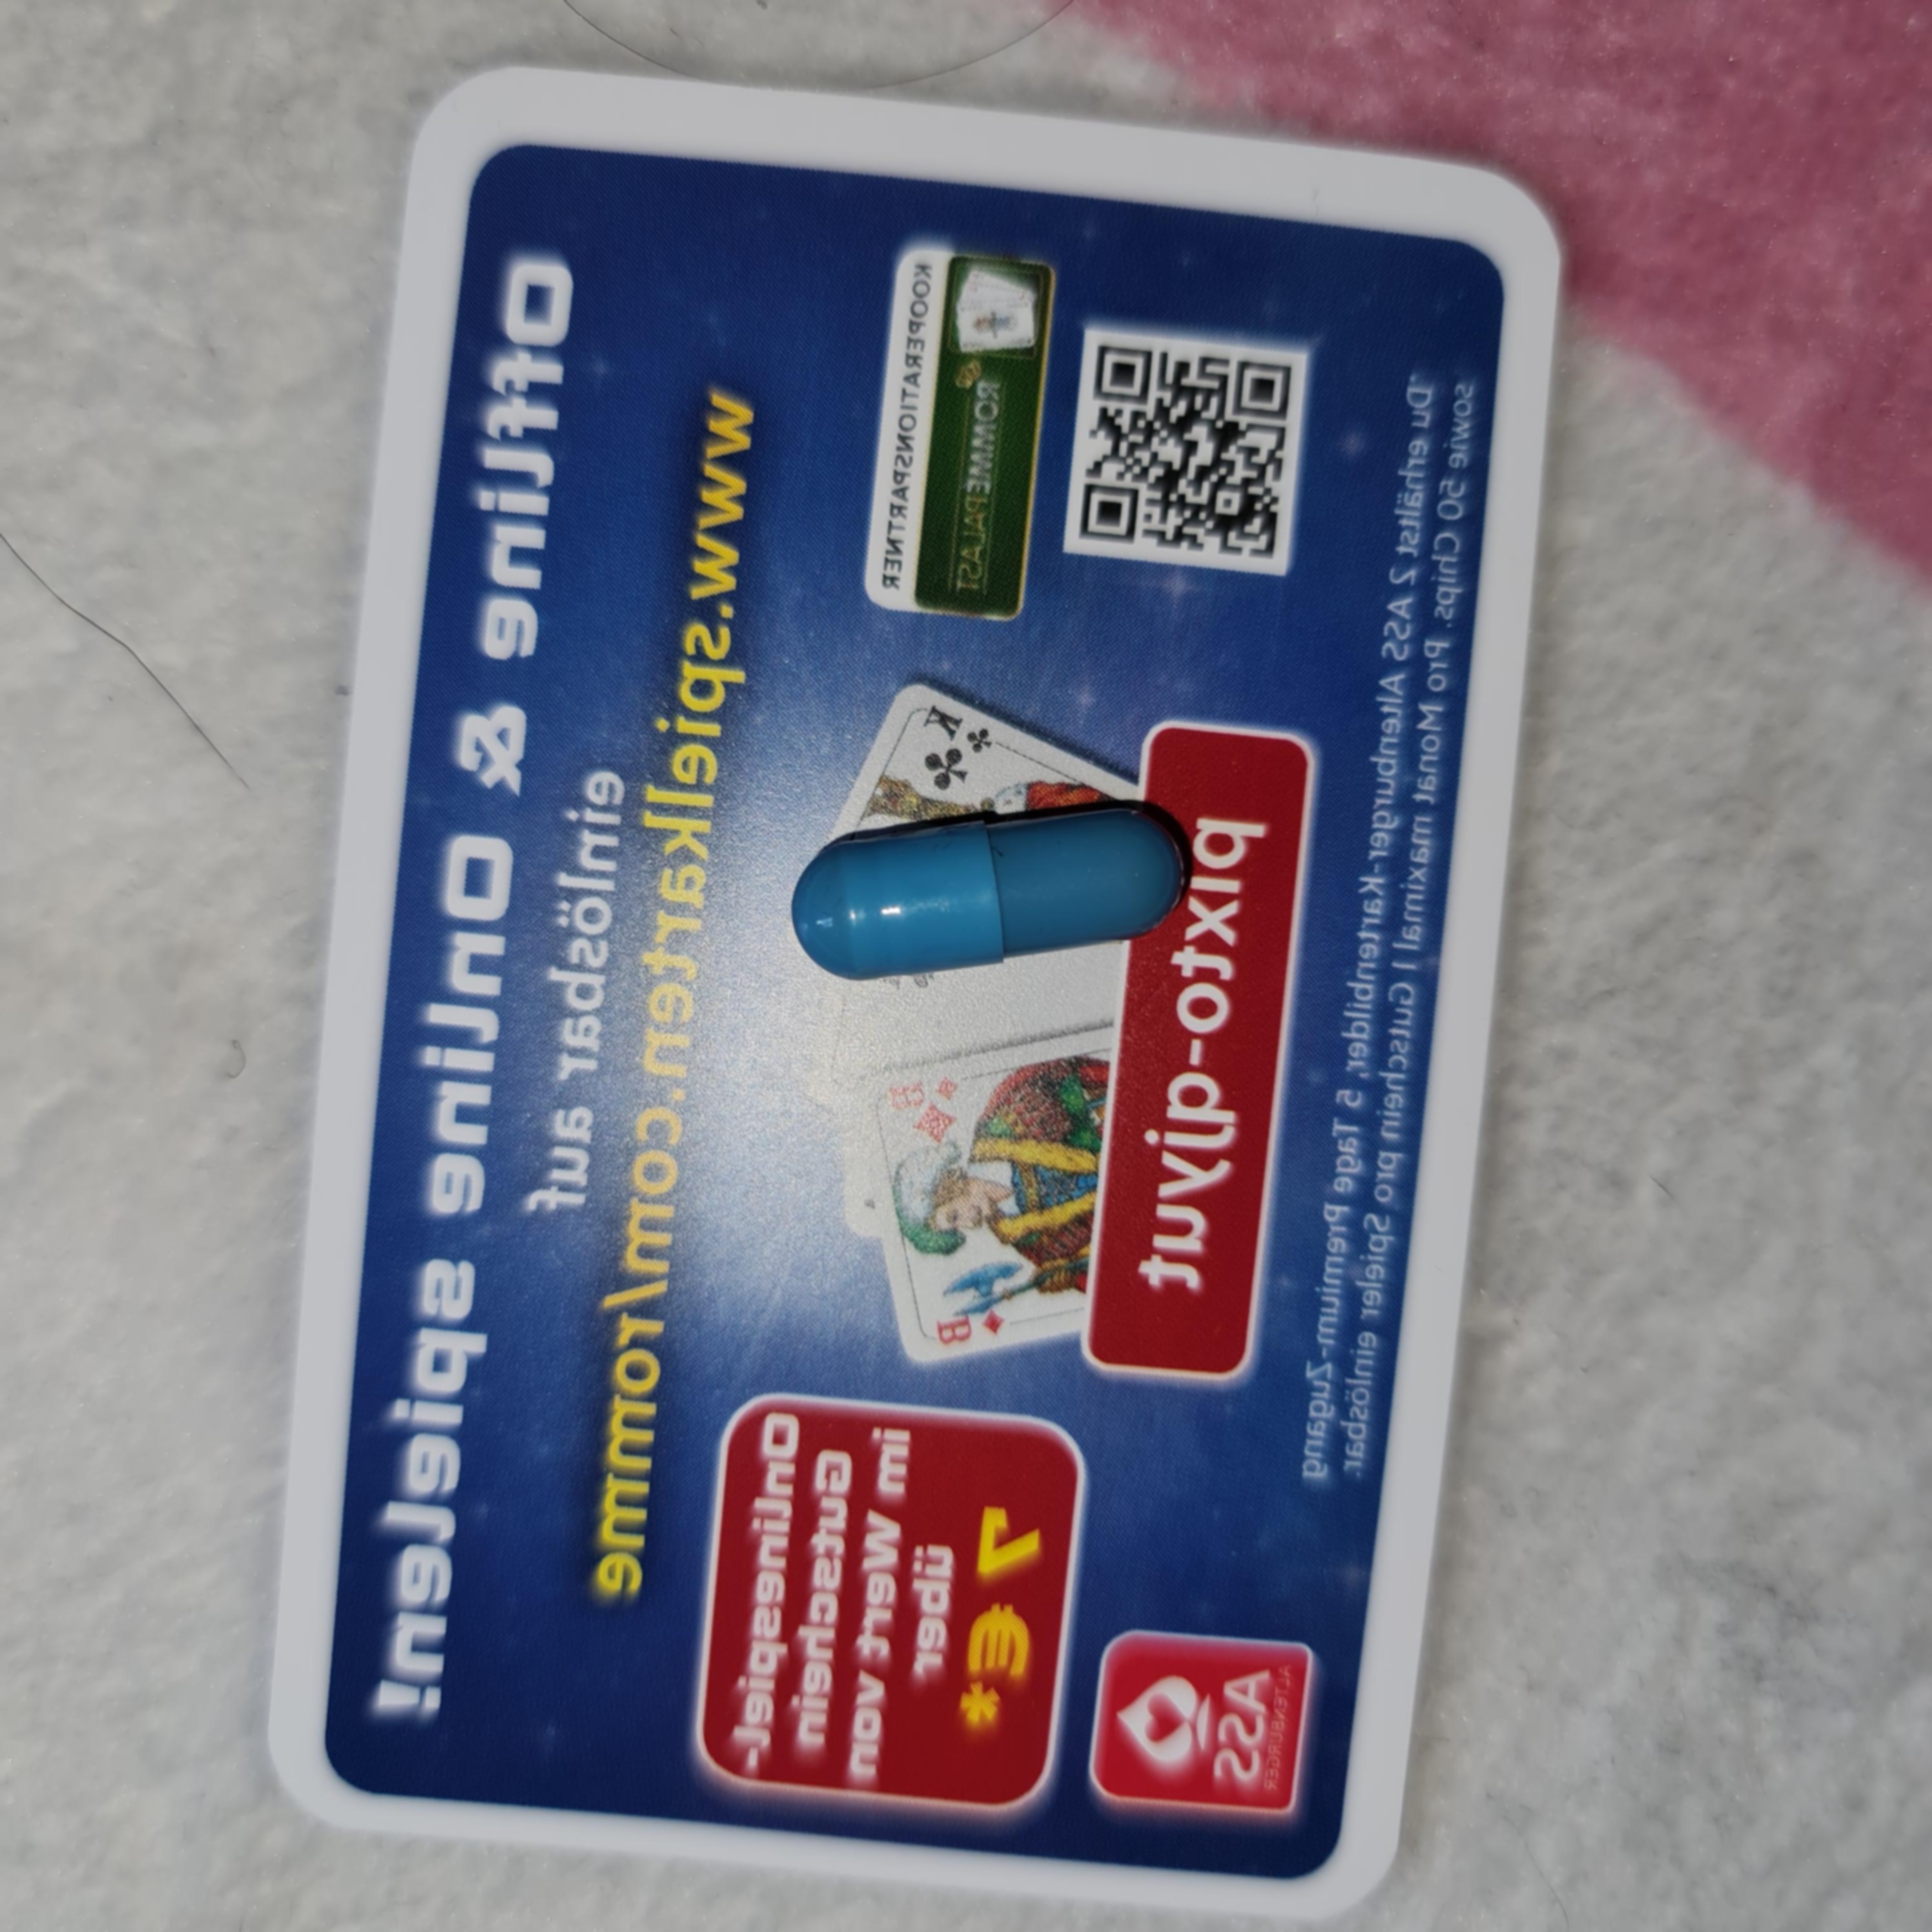 Offline & Online spielen!
einlösbar auf
www.spielkarten.com/romme
KOOPERATIONSPARTNER
ROMMÉPALAST
K
B
B
Onlinespiel-
Gutschein
im Wert von
über
7 €*
pixto-qiyut
ASS
ALTENBURGER
*Du erhältst 2 ASS Altenburger-Kartenbilder, 5 Tage Premium-Zugang
sowie 50 Chips. Pro Monat maximal 1 Gutschein pro Spieler einlösbar.